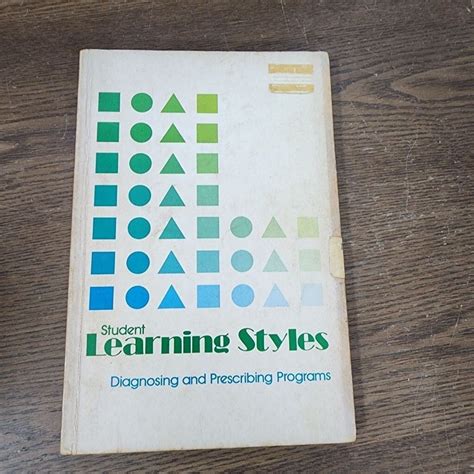 Student
Learning Styles
Diagnosing and Prescribing Programs